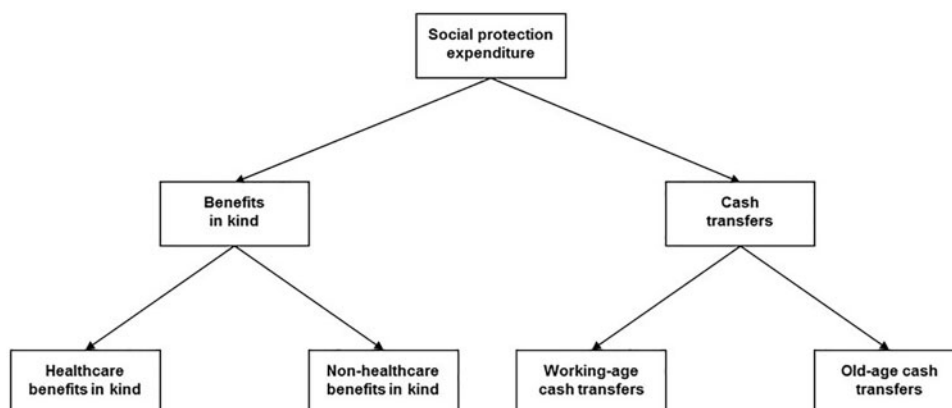 Social protection
expenditure
Benefits
in kind
Cash
transfers
Healthcare
benefits in kind
Non-healthcare
benefits in kind
Working-age
cash transfers
Old-age cash
transfers